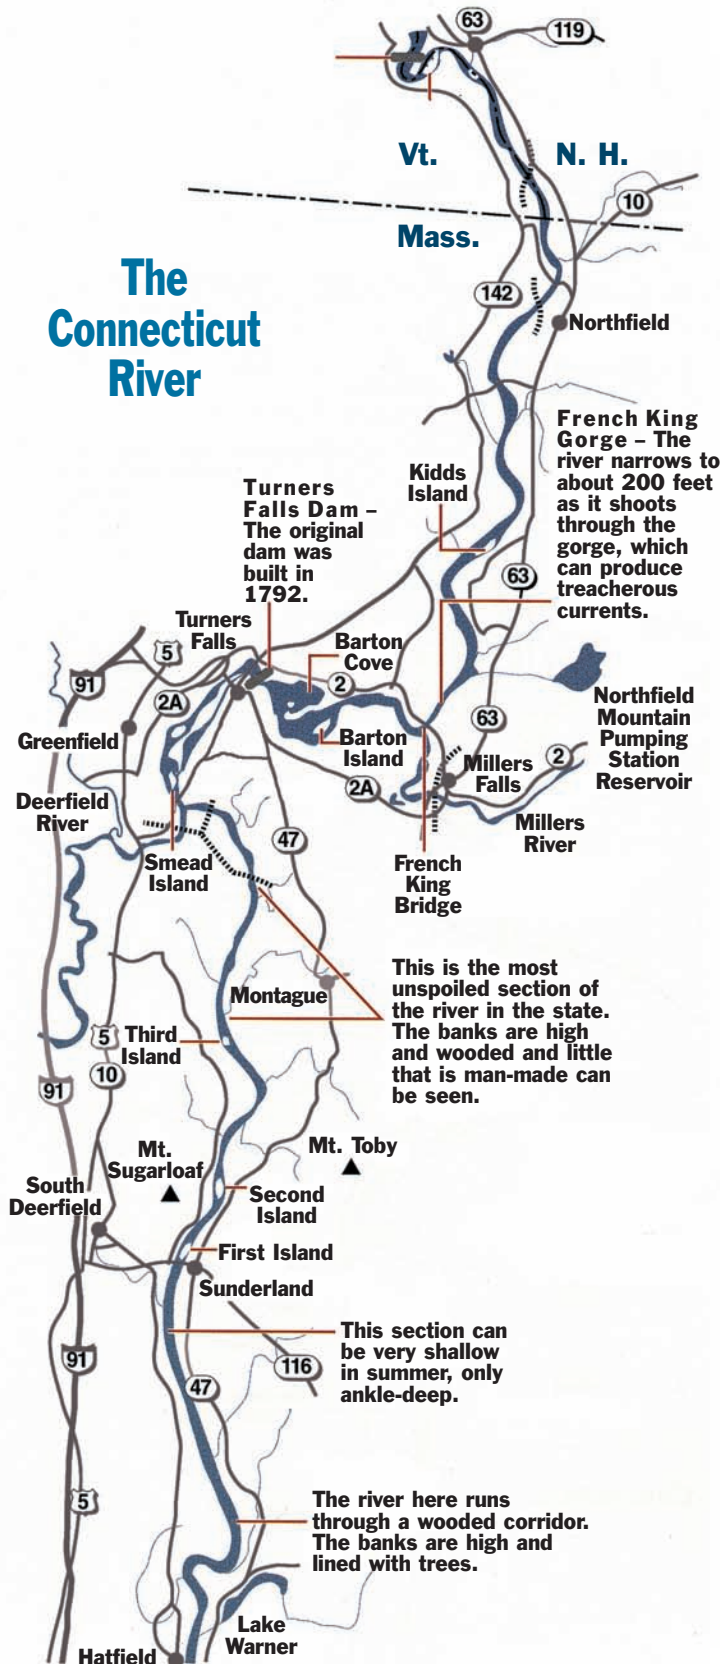 63
119
Vt.
N. H.
10
Mass.
The
Connecticut
River
142
Northfield
French King
Gorge – The
river narrows to
about 200 feet
as it shoots
through the
gorge, which
can produce
treacherous
currents.
Kidds
Island
Turners
Falls Dam –
The original
dam was
built in
1792.
63
Turners
Falls
5
Barton
Cove
91
2
2A
Northfield
Mountain
Pumping
Station
Reservoir
63
Greenfield
Barton
Island
Millers
Falls
2
2A
Deerfield
River
Millers
River
47
Smead
Island
French
King
Bridge
This is the most
unspoiled section of
the river in the state.
The banks are high
and wooded and little
that is man-made can
be seen.
Montague
5
Third
Island
10
91
Mt.
Sugarloaf
Mt. Toby
South
Deerfield
Second
Island
First Island
Sunderland
This section can
be very shallow
in summer, only
ankle-deep.
91
116
47
5
The river here runs
through a wooded corridor.
The banks are high and
lined with trees.
Lake
Warner
Hatfield